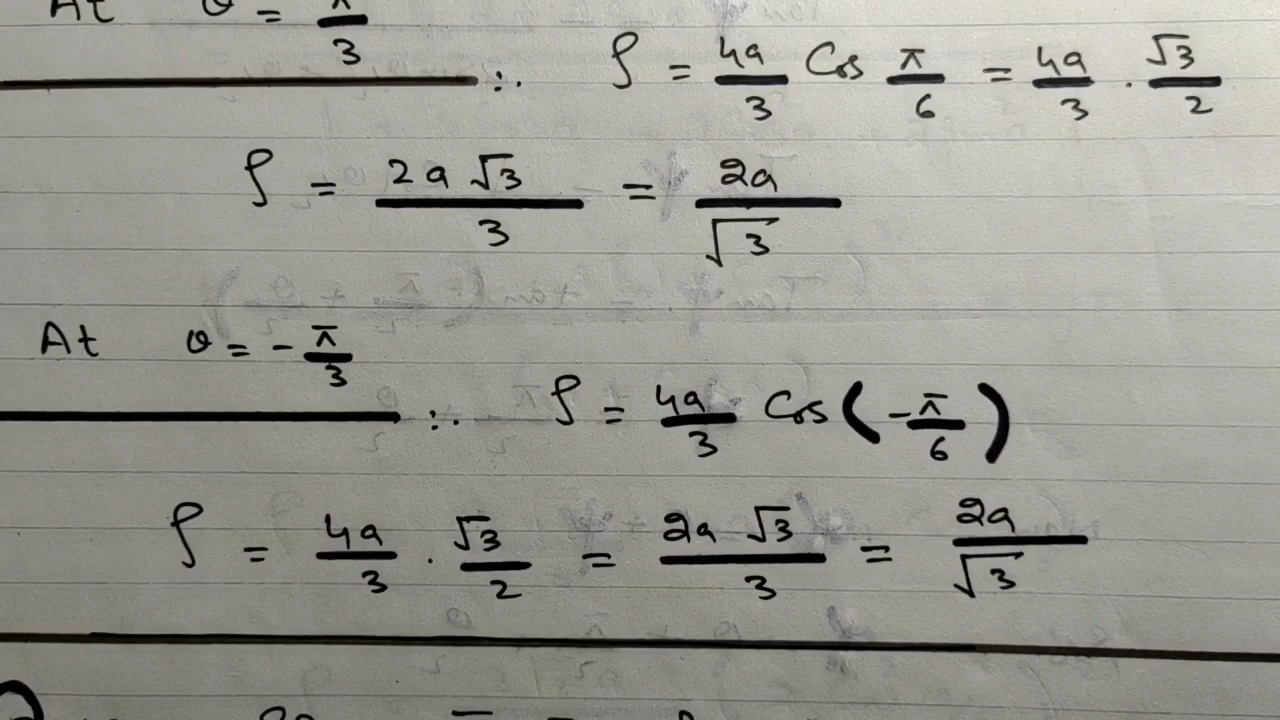 At θ = π/3
∴ ρ = 4a/3 Cos π/6 = 4a/3 · √3/2
ρ = 2a√3/3 = 2a/√3
At θ = -π/3
∴ ρ = 4a/3 Cos(-π/6)
ρ = 4a/3 · √3/2 = 2a√3/3 = 2a/√3